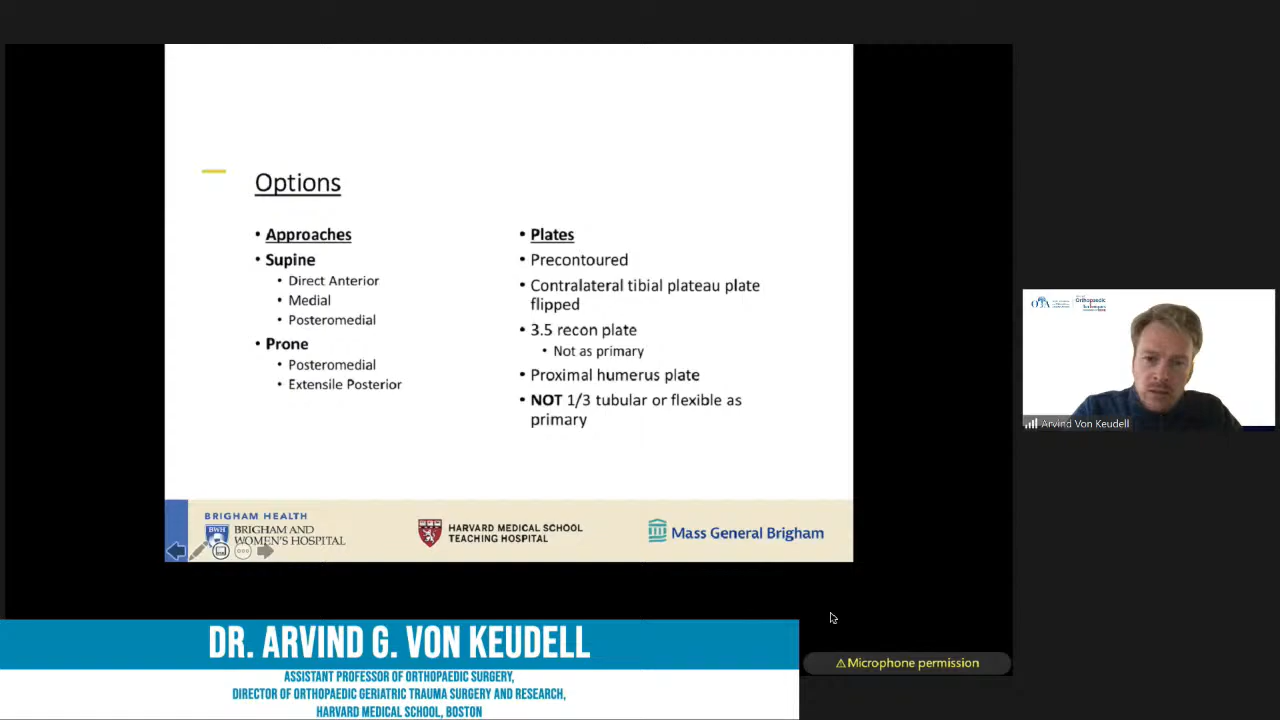 Options
• Approaches
• Supine
• Direct Anterior
• Medial
• Posteromedial
• Prone
• Posteromedial
• Extensile Posterior
• Plates
• Precontoured
• Contralateral tibial plateau plate
flipped
• 3.5 recon plate
• Not as primary
• Proximal humerus plate
• NOT 1/3 tubular or flexible as
primary
BRIGHAM HEALTH
BWH
BRIGHAM AND
WOMEN'S HOSPITAL
HARVARD MEDICAL SCHOOL
TEACHING HOSPITAL
Mass General Brigham
Orthopaedic
Techniques
Arvind Von Keudell
DR. ARVIND G. VON KEUDELL
ASSISTANT PROFESSOR OF ORTHOPAEDIC SURGERY,
DIRECTOR OF ORTHOPAEDIC GERIATRIC TRAUMA SURGERY AND RESEARCH,
HARVARD MEDICAL SCHOOL, BOSTON
Microphone permission